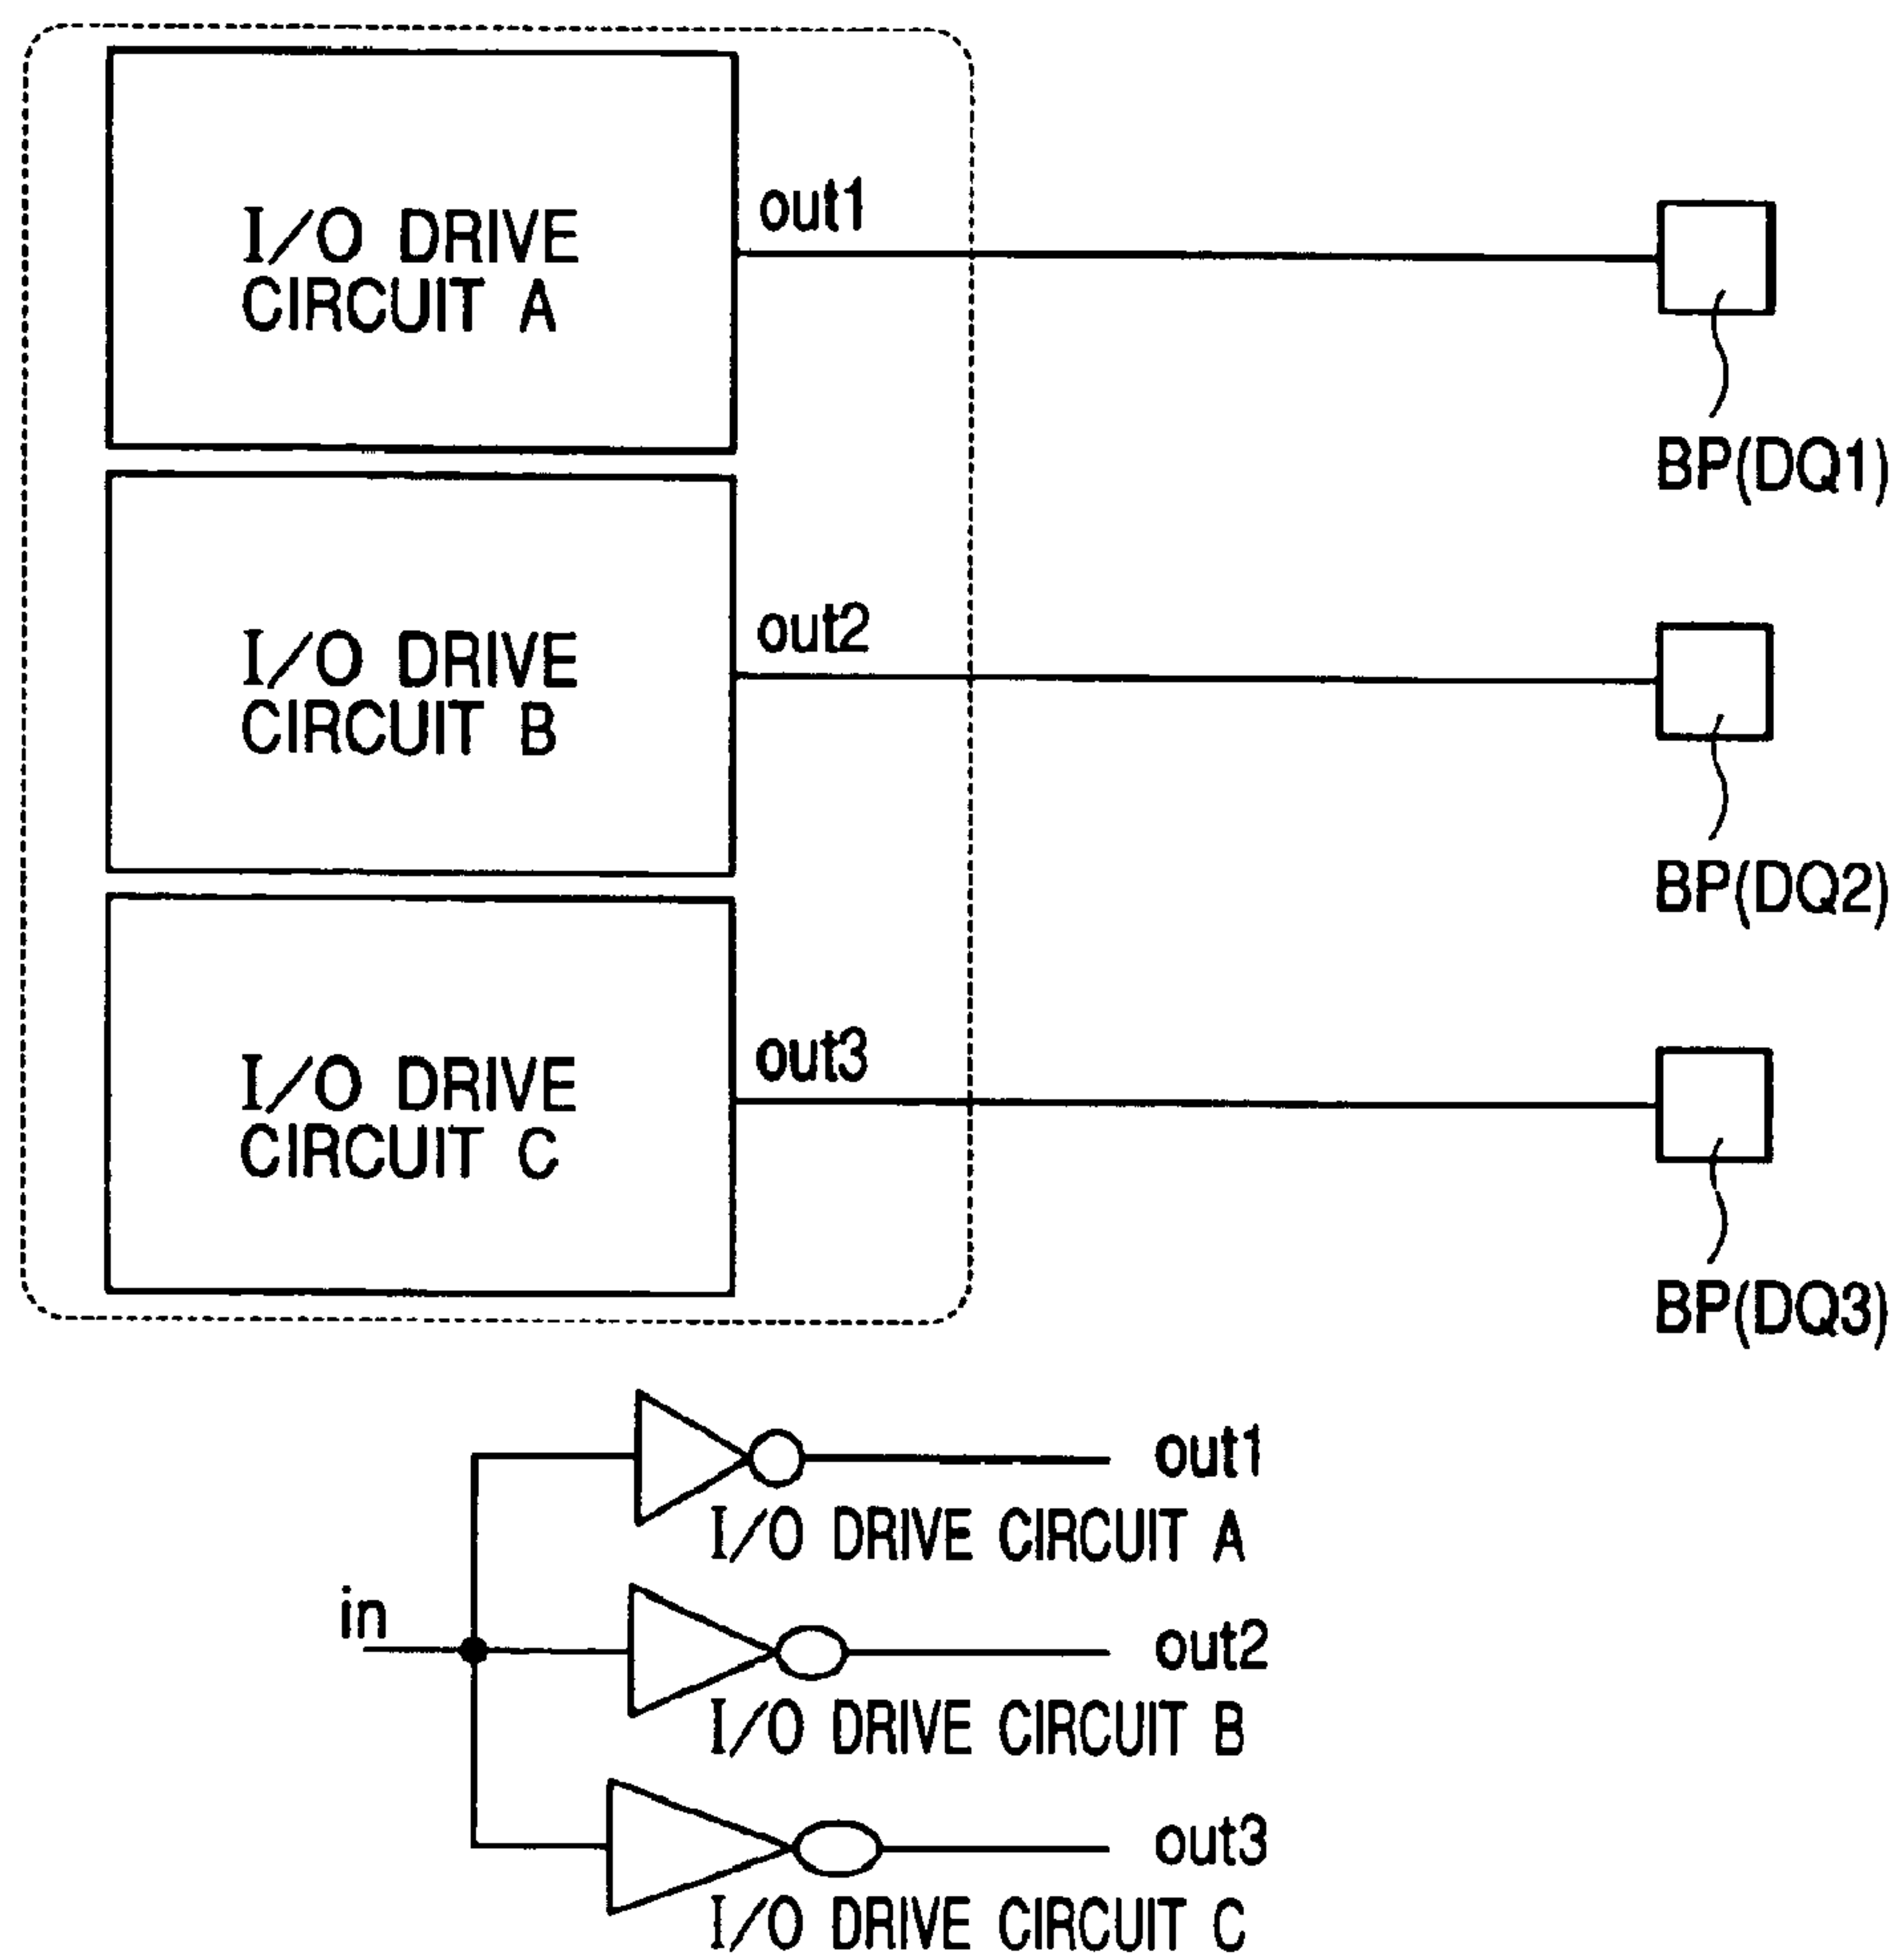 out1
I/O DRIVE
CIRCUIT A
BP(DQ1)
out2
I/O DRIVE
CIRCUIT B
BP(DQ2)
out3
I/O DRIVE
CIRCUIT C
BP(DQ3)
out1
I/O DRIVE CIRCUIT A
in
out2
I/O DRIVE CIRCUIT B
out3
I/O DRIVE CIRCUIT C